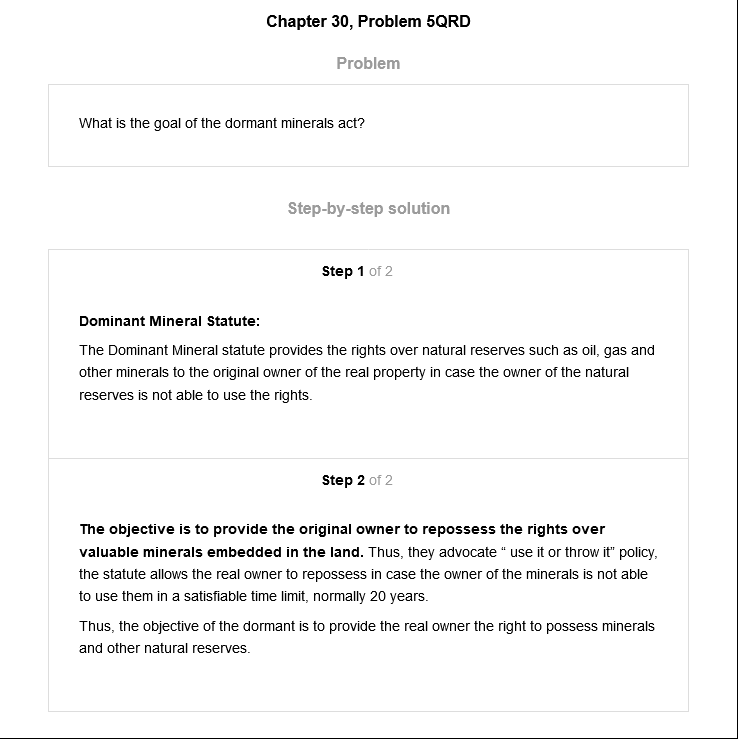 Chapter 30, Problem 5QRD
Problem
What is the goal of the dormant minerals act?
Step-by-step solution
Step 1 of 2
Dominant Mineral Statute:
The Dominant Mineral statute provides the rights over natural reserves such as oil, gas and
other minerals to the original owner of the real property in case the owner of the natural
reserves is not able to use the rights.
Step 2 of 2
The objective is to provide the original owner to repossess the rights over
valuable minerals embedded in the land. Thus, they advocate “ use it or throw it” policy,
the statute allows the real owner to repossess in case the owner of the minerals is not able
to use them in a satisfiable time limit, normally 20 years.
Thus, the objective of the dormant is to provide the real owner the right to possess minerals
and other natural reserves.